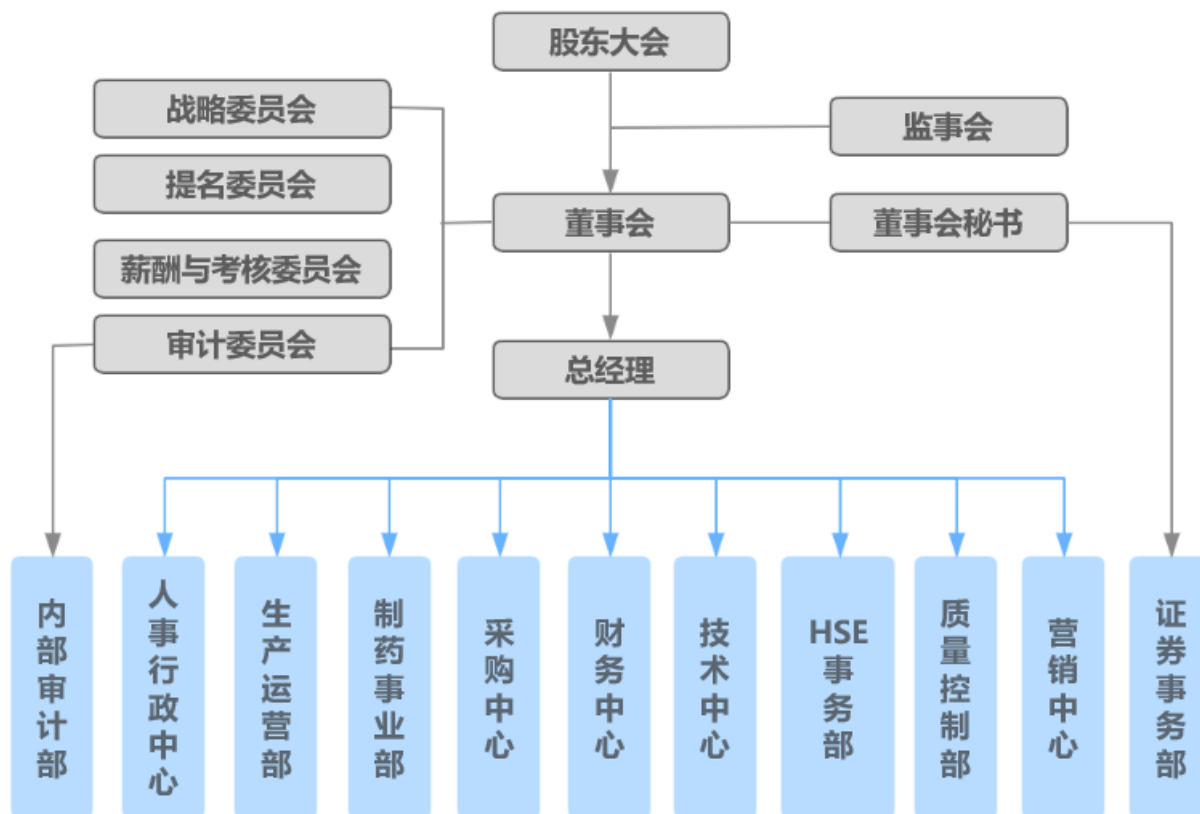 股东大会
战略委员会
监事会
提名委员会
董事会
董事会秘书
薪酬与考核委员会
审计委员会
总经理
内部审计部
人事行政中心
生产运营部
制药事业部
采购中心
财务中心
技术中心
HSE事务部
质量控制部
营销中心
证券事务部